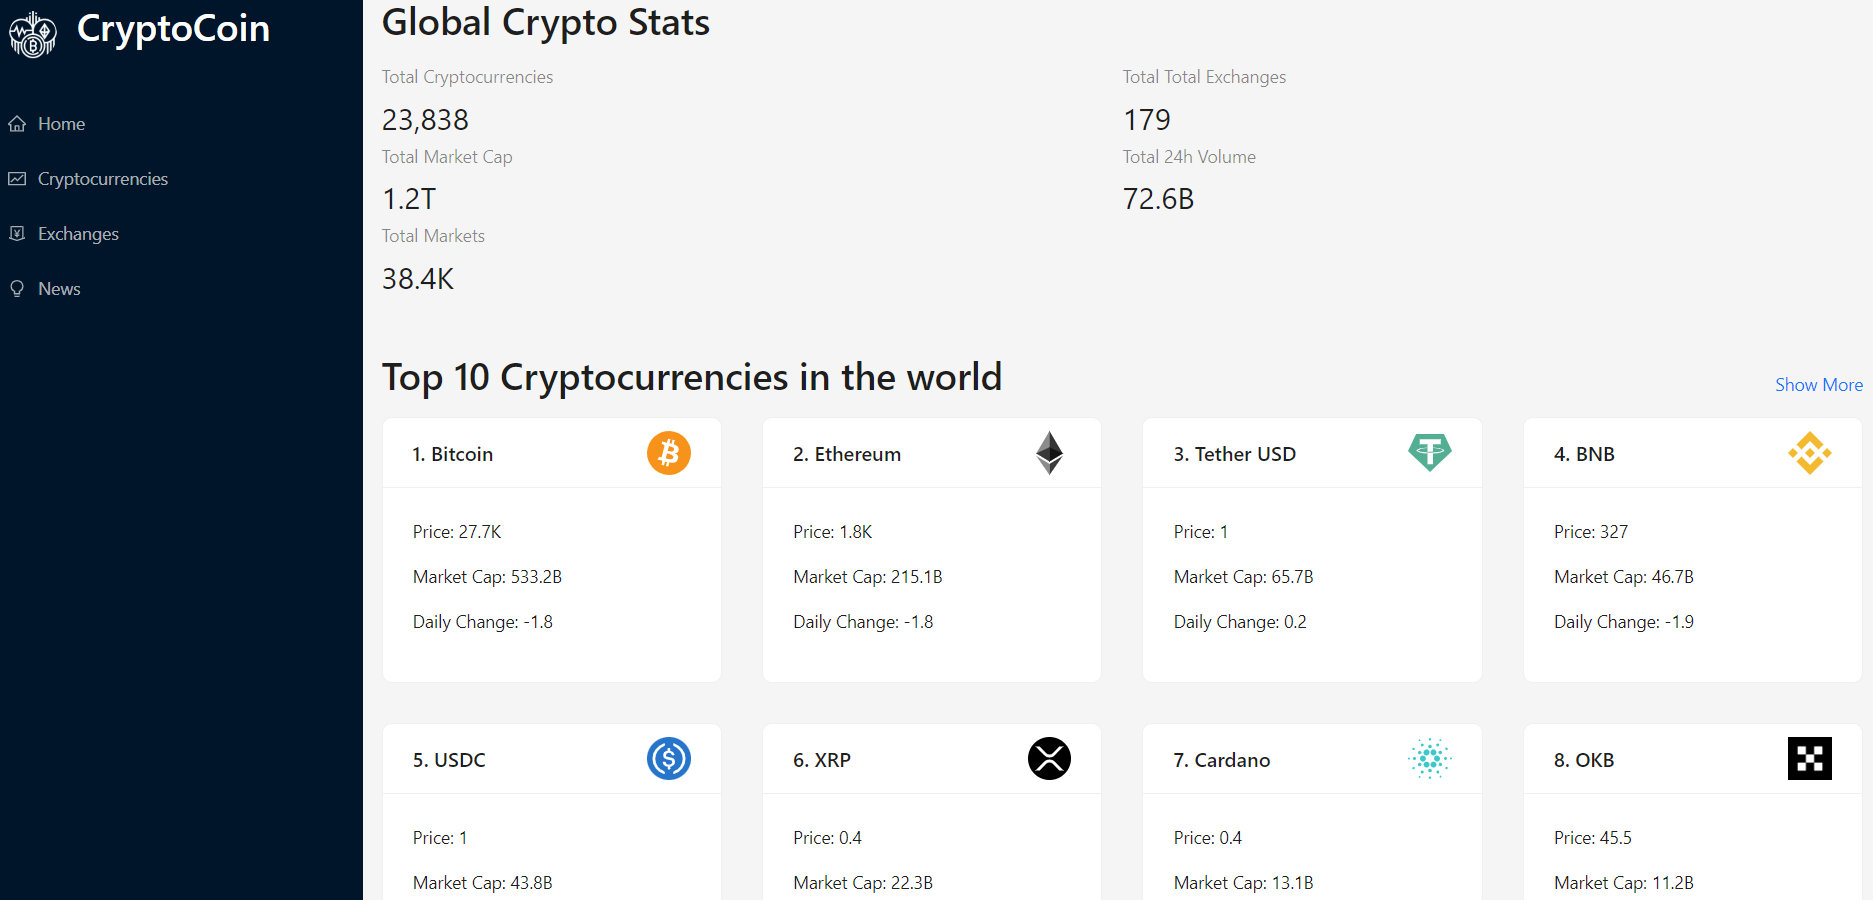 CryptoCoin
Home
Cryptocurrencies
Exchanges
News
Global Crypto Stats
Total Cryptocurrencies
23,838
Total Total Exchanges
179
Total Market Cap
1.2T
Total 24h Volume
72.6B
Total Markets
38.4K
Top 10 Cryptocurrencies in the world
Show More
1. Bitcoin
Price: 27.7K
Market Cap: 533.2B
Daily Change: -1.8
2. Ethereum
Price: 1.8K
Market Cap: 215.1B
Daily Change: -1.8
3. Tether USD
Price: 1
Market Cap: 65.7B
Daily Change: 0.2
4. BNB
Price: 327
Market Cap: 46.7B
Daily Change: -1.9
5. USDC
Price: 1
Market Cap: 43.8B
6. XRP
Price: 0.4
Market Cap: 22.3B
7. Cardano
Price: 0.4
Market Cap: 13.1B
8. OKB
Price: 45.5
Market Cap: 11.2B